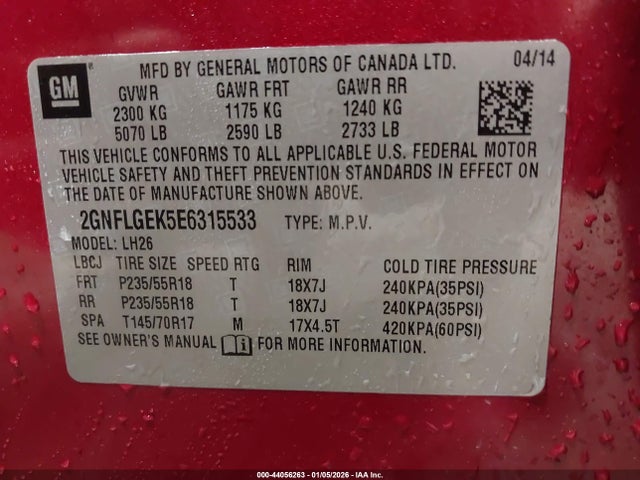 GM ® MFD BY GENERAL MOTORS OF CANADA LTD. 04/14
GVWR GAWR FRT GAWR RR
2300 KG 1175 KG 1240 KG
5070 LB 2590 LB 2733 LB
THIS VEHICLE CONFORMS TO ALL APPLICABLE U.S. FEDERAL MOTOR
VEHICLE SAFETY AND THEFT PREVENTION STANDARDS IN EFFECT ON
THE DATE OF MANUFACTURE SHOWN ABOVE.
2GNFLGEK5E6315533 TYPE: M.P.V.
MODEL: LH26
LBCJ TIRE SIZE SPEED RTG RIM COLD TIRE PRESSURE
FRT P235/55R18 T 18X7J 240KPA(35PSI)
RR P235/55R18 T 18X7J 240KPA(35PSI)
SPA T145/70R17 M 17X4.5T 420KPA(60PSI)
SEE OWNER'S MANUAL FOR MORE INFORMATION.
000-44056263 - 01/05/2026 - IAA Inc.